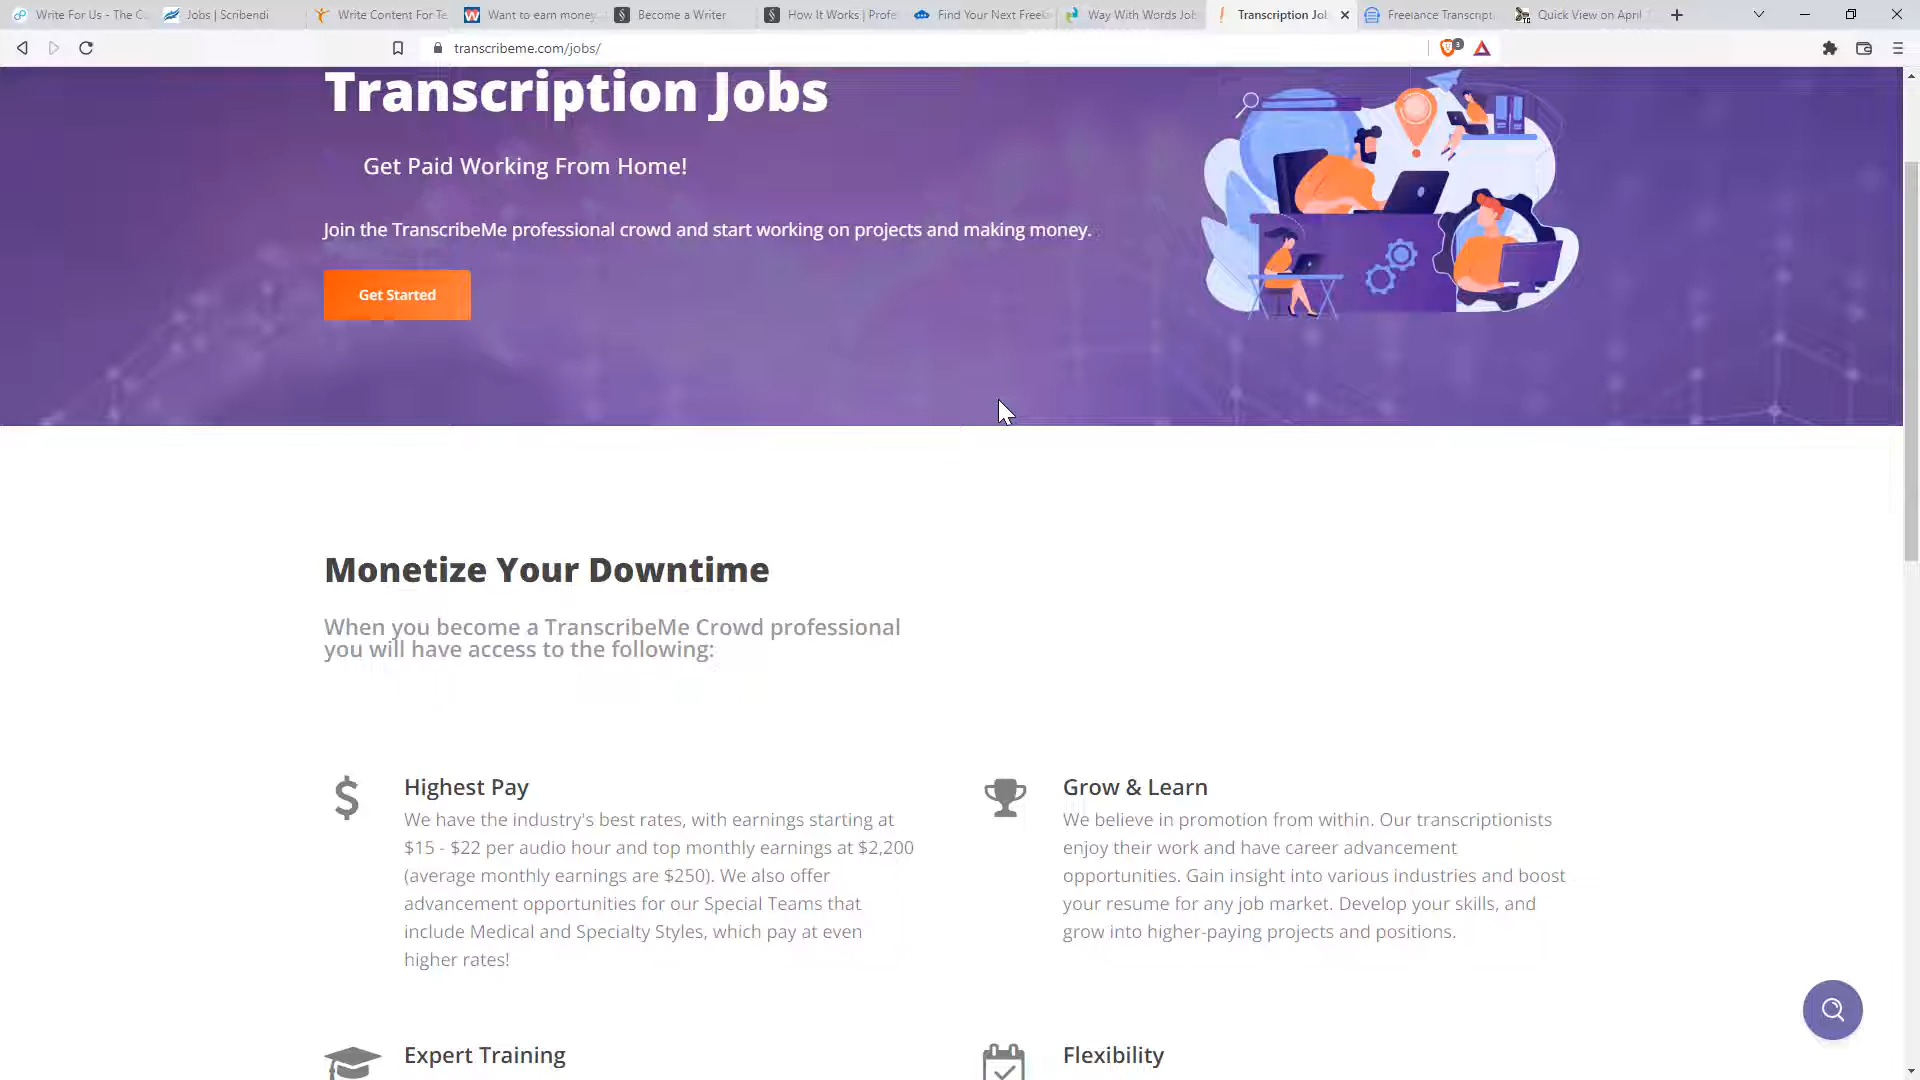 Write For Us - The C
Jobs | Scribendi
Write Content For Te
Want to earn money
Become a Writer
How It Works | Profe
Find Your Next Free
Way With Words Job
Transcription Jol
Freelance Transcript
Quick View on April
transcribeme.com/jobs/
3
Transcription Jobs
Get Paid Working From Home!
Join the TranscribeMe professional crowd and start working on projects and making money.
Get Started
Monetize Your Downtime
When you become a TranscribeMe Crowd professional
you will have access to the following:
Highest Pay
We have the industry's best rates, with earnings starting at
$15 - $22 per audio hour and top monthly earnings at $2,200
(average monthly earnings are $250). We also offer
advancement opportunities for our Special Teams that
include Medical and Specialty Styles, which pay at even
higher rates!
Grow & Learn
We believe in promotion from within. Our transcriptionists
enjoy their work and have career advancement
opportunities. Gain insight into various industries and boost
your resume for any job market. Develop your skills, and
grow into higher-paying projects and positions.
Expert Training
Flexibility